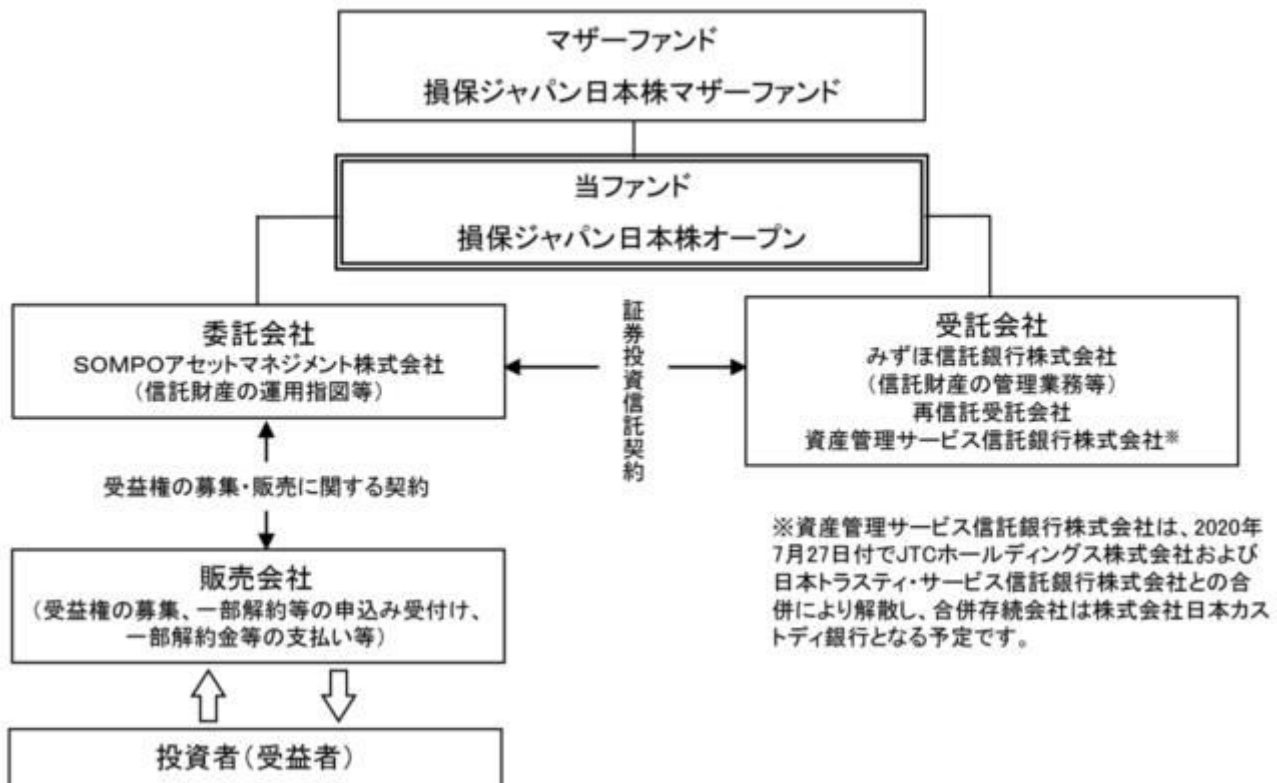 マザーファンド
損保ジャパン日本株マザーファンド
当ファンド
損保ジャパン日本株オープン
委託会社
SOMPOアセットマネジメント株式会社
(信託財産の運用指図等)
証券投資信託契約
受託会社
みずほ信託銀行株式会社
(信託財産の管理業務等)
再信託受託会社
資産管理サービス信託銀行株式会社※
受益権の募集・販売に関する契約
販売会社
(受益権の募集、一部解約等の申込み受付け、
一部解約金等の支払い等)
※資産管理サービス信託銀行株式会社は、2020年
7月27日付でJTCホールディングス株式会社および
日本トラスティ・サービス信託銀行株式会社との合
併により解散し、合併存続会社は株式会社日本カス
トディ銀行となる予定です。
投資者(受益者)